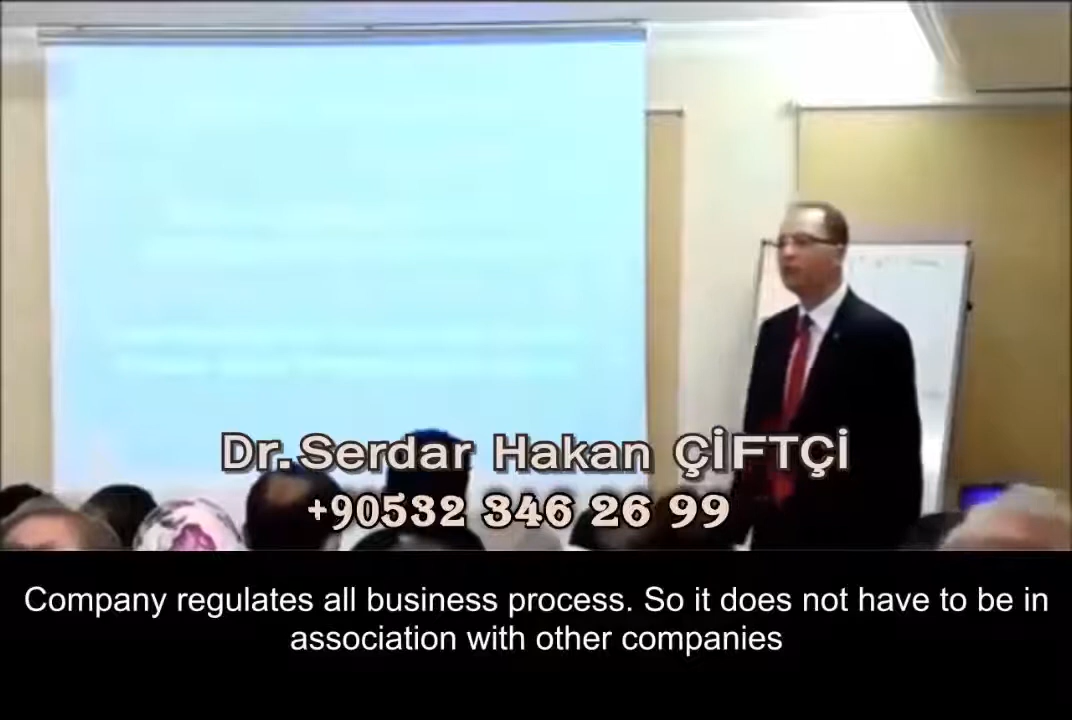 Dr. Serdar Hakan ÇİFTÇİ
+90532 346 26 99
Company regulates all business process. So it does not have to be in
association with other companies